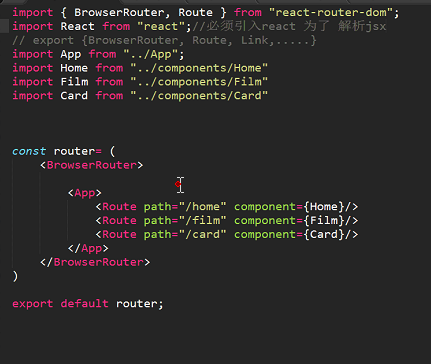 import { BrowserRouter, Route } from "react-router-dom";
import React from "react";//必须引入react 为了 解析jsx
// export {BrowserRouter, Route, Link,.....}
import App from "../App";
import Home from "../components/Home"
import Film from "../components/Film"
import Card from "../components/Card"
const router= (
<BrowserRouter>
<App>
<Route path="/home" component={Home}/>
<Route path="/film" component={Film}/>
<Route path="/card" component={Card}/>
</App>
</BrowserRouter>
)
export default router;